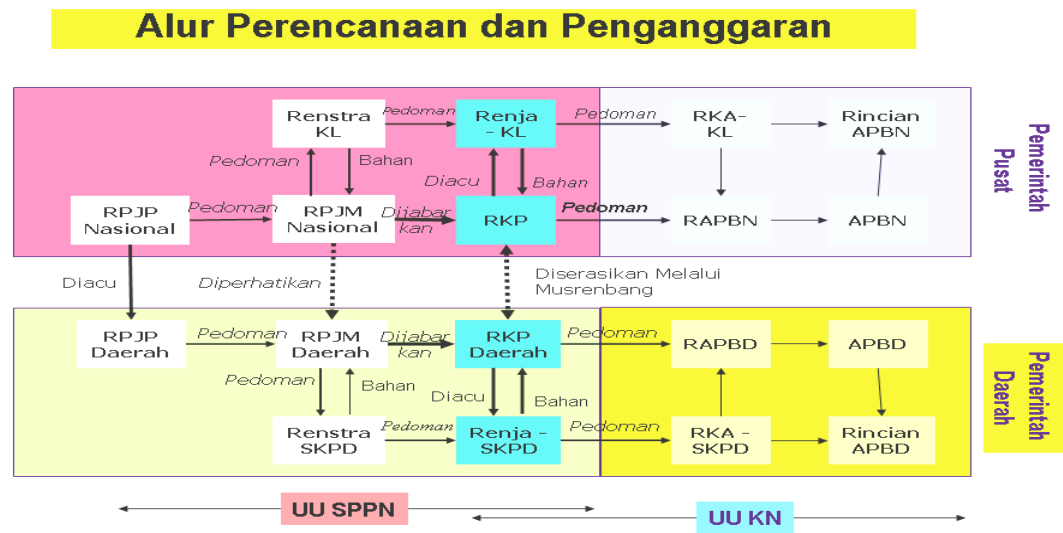 Alur Perencanaan dan Penganggaran
Renstra
KL
Pedoman
Renja
- KL
Pedoman
RKA-
KL
Rincian
APBN
Pedoman
Bahan
Diacu
Bahan
RPJP
Nasional
Pedoman
RPJM
Nasional
Dijabar
kan
RKP
Pedoman
RAPBN
APBN
Pemerintah
Pusat
Diacu
Diperhatikan
Diserasikan Melalui
Musrenbang
RPJP
Daerah
Pedoman
RPJM
Daerah
Dijabar
kan
RKP
Daerah
Pedoman
RAPBD
APBD
Pedoman
Bahan
Diacu
Bahan
Renstra
SKPD
Pedoman
Renja -
SKPD
Pedoman
RKA -
SKPD
Rincian
APBD
Pemerintah
Daerah
UU SPPN
UU KN